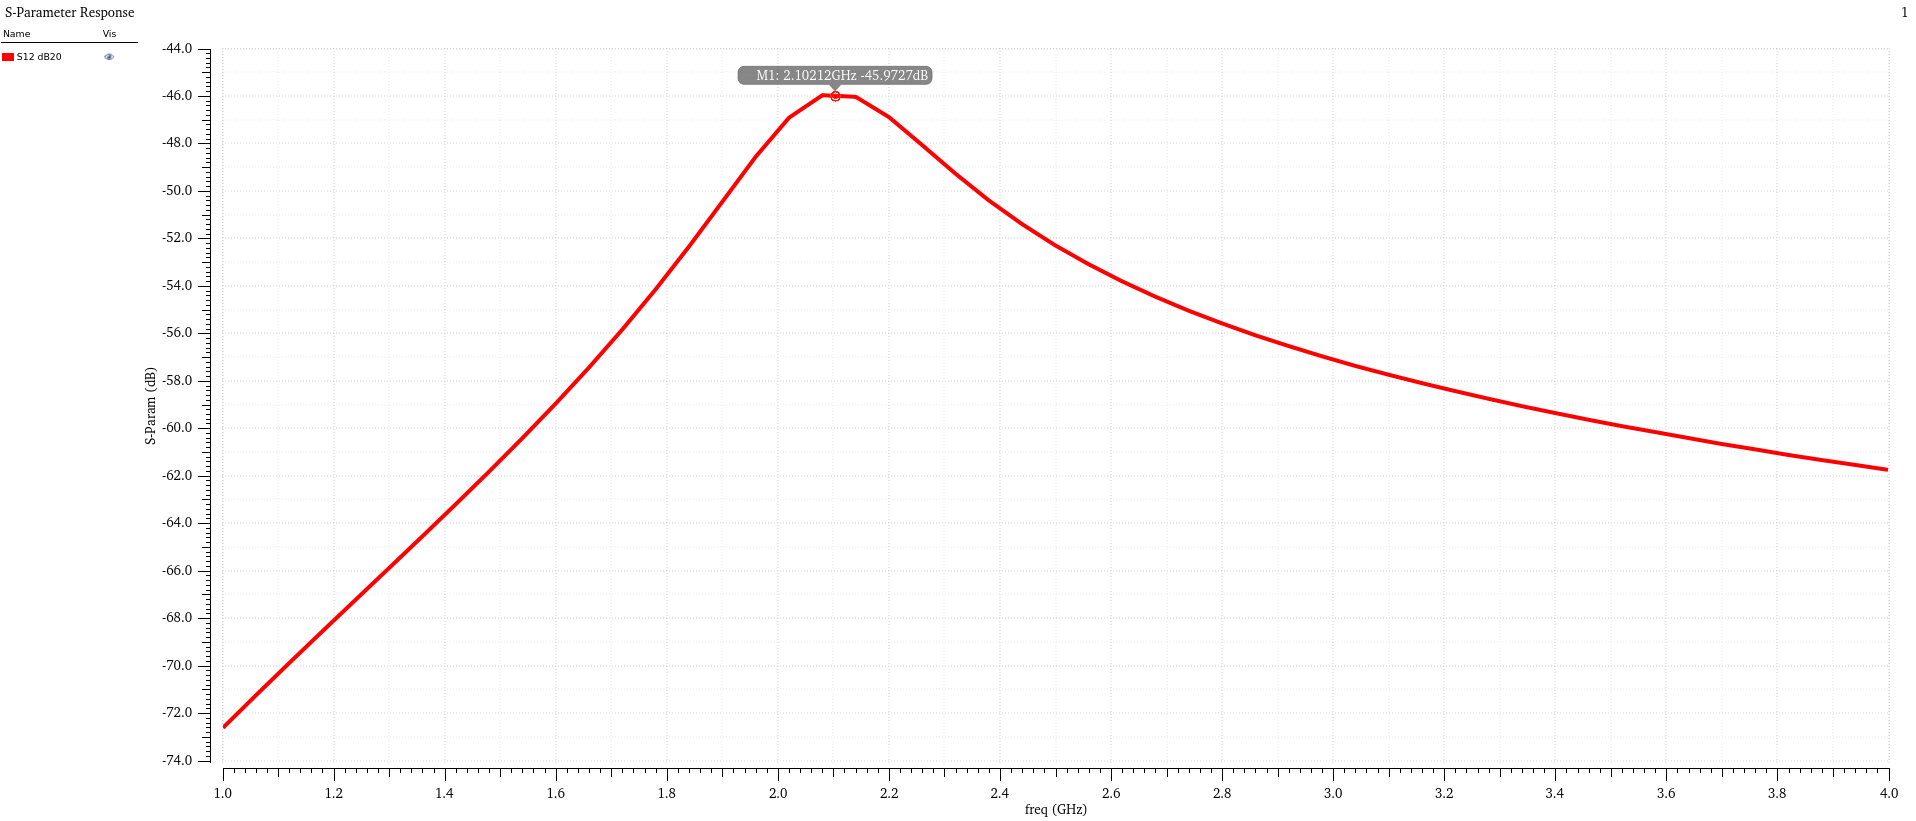 S-Parameter Response
1
Name Vis
S12 dB20
M1: 2.10212GHz -45.9727dB
-44.0
-46.0
-48.0
-50.0
-52.0
-54.0
-56.0
-58.0
-60.0
-62.0
-64.0
-66.0
-68.0
-70.0
-72.0
-74.0
S-Param (dB)
1.0 1.2 1.4 1.6 1.8 2.0 2.2 2.4 2.6 2.8 3.0 3.2 3.4 3.6 3.8 4.0
freq (GHz)